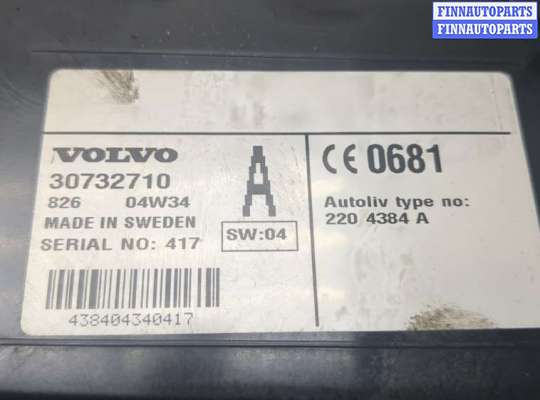 FINNAUTOPARTS
FINNAUTOPARTS
VOLVO
30732710
826 04W34
MADE IN SWEDEN
SERIAL NO: 417
A
SW:04
438404340417
CE 0681
Autoliv type no:
220 4384 A